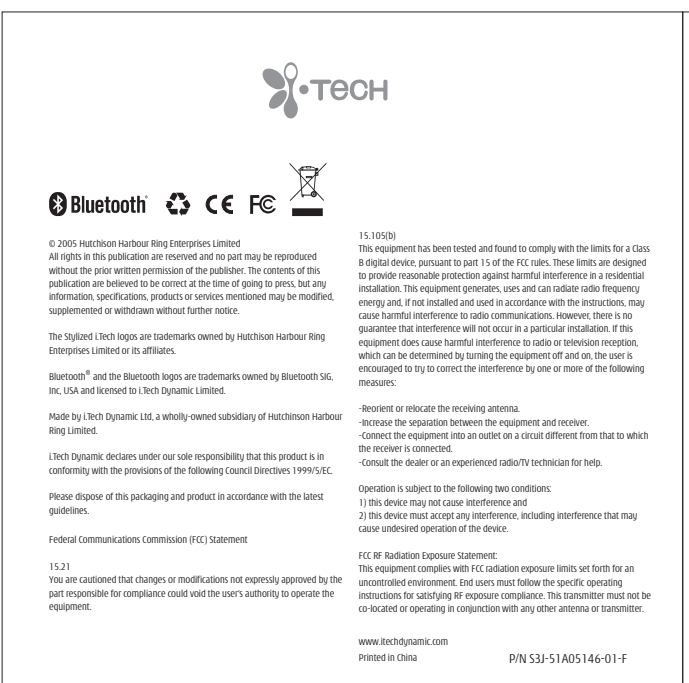 i.TECH
Bluetooth® CE FC
© 2005 Hutchison Harbour Ring Enterprises Limited
All rights in this publication are reserved and no part may be reproduced
without the prior written permission of the publisher. The contents of this
publication are believed to be correct at the time of going to press, but any
information, specifications, products or services mentioned may be modified,
supplemented or withdrawn without further notice.
The Stylized i.Tech logos are trademarks owned by Hutchison Harbour Ring
Enterprises Limited or its affiliates.
Bluetooth® and the Bluetooth logos are trademarks owned by Bluetooth SIG,
Inc, USA and licensed to i.Tech Dynamic Limited.
Made by i.Tech Dynamic Ltd, a wholly-owned subsidiary of Hutchinson Harbour
Ring Limited.
i.Tech Dynamic declares under our sole responsibility that this product is in
conformity with the provisions of the following Council Directives 1999/5/EC.
Please dispose of this packaging and product in accordance with the latest
guidelines.
Federal Communications Commission (FCC) Statement
15.21
You are cautioned that changes or modifications not expressly approved by the
part responsible for compliance could void the user's authority to operate the
equipment.
15.105(b)
This equipment has been tested and found to comply with the limits for a Class
B digital device, pursuant to part 15 of the FCC rules. These limits are designed
to provide reasonable protection against harmful interference in a residential
installation. This equipment generates, uses and can radiate radio frequency
energy and, if not installed and used in accordance with the instructions, may
cause harmful interference to radio communications. However, there is no
guarantee that interference will not occur in a particular installation. If this
equipment does cause harmful interference to radio or television reception,
which can be determined by turning the equipment off and on, the user is
encouraged to try to correct the interference by one or more of the following
measures:
-Reorient or relocate the receiving antenna.
-Increase the separation between the equipment and receiver.
-Connect the equipment into an outlet on a circuit different from that to which
the receiver is connected.
-Consult the dealer or an experienced radio/TV technician for help.
Operation is subject to the following two conditions:
1) this device may not cause interference and
2) this device must accept any interference, including interference that may
cause undesired operation of the device.
FCC RF Radiation Exposure Statement:
This equipment complies with FCC radiation exposure limits set forth for an
uncontrolled environment. End users must follow the specific operating
instructions for satisfying RF exposure compliance. This transmitter must not be
co-located or operating in conjunction with any other antenna or transmitter.
www.itechdynamic.com
Printed in China P/N S3J-51A05146-01-F